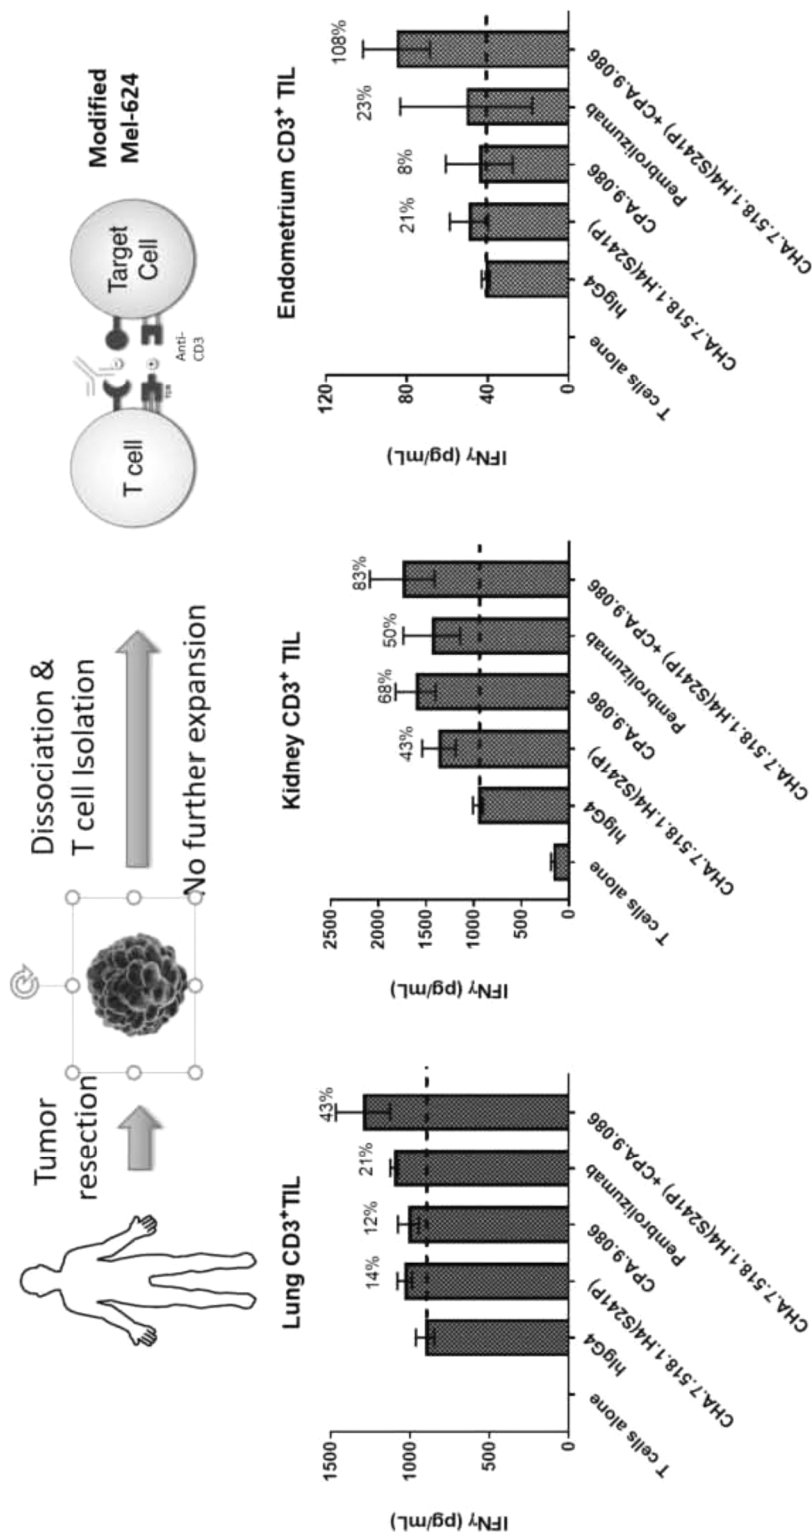 Tumor
resection
Dissociation &
T cell Isolation
No further expansion
T cell
Target
Cell
Anti-
CD3
Modified
Mel-624
Lung CD3+TIL
IFNγ (pg/mL)
1500
1000
500
0
14%
12%
21%
43%
T cells alone
hIgG4
CHA.7.518.1.H4(S241P)
CPA.9.086
Pembrolizumab
CHA.7.518.1.H4(S241P) +CPA.9.086
Kidney CD3+ TIL
IFNγ (pg/mL)
2500
2000
1500
1000
500
0
43%
68%
50%
83%
T cells alone
hIgG4
CHA.7.518.1.H4(S241P)
CPA.9.086
Pembrolizumab
CHA.7.518.1.H4(S241P) +CPA.9.086
Endometrium CD3+ TIL
IFNγ (pg/mL)
120
80
40
0
21%
8%
23%
108%
T cells alone
hIgG4
CHA.7.518.1.H4(S241P)
CPA.9.086
Pembrolizumab
CHA.7.518.1.H4(S241P) +CPA.9.086